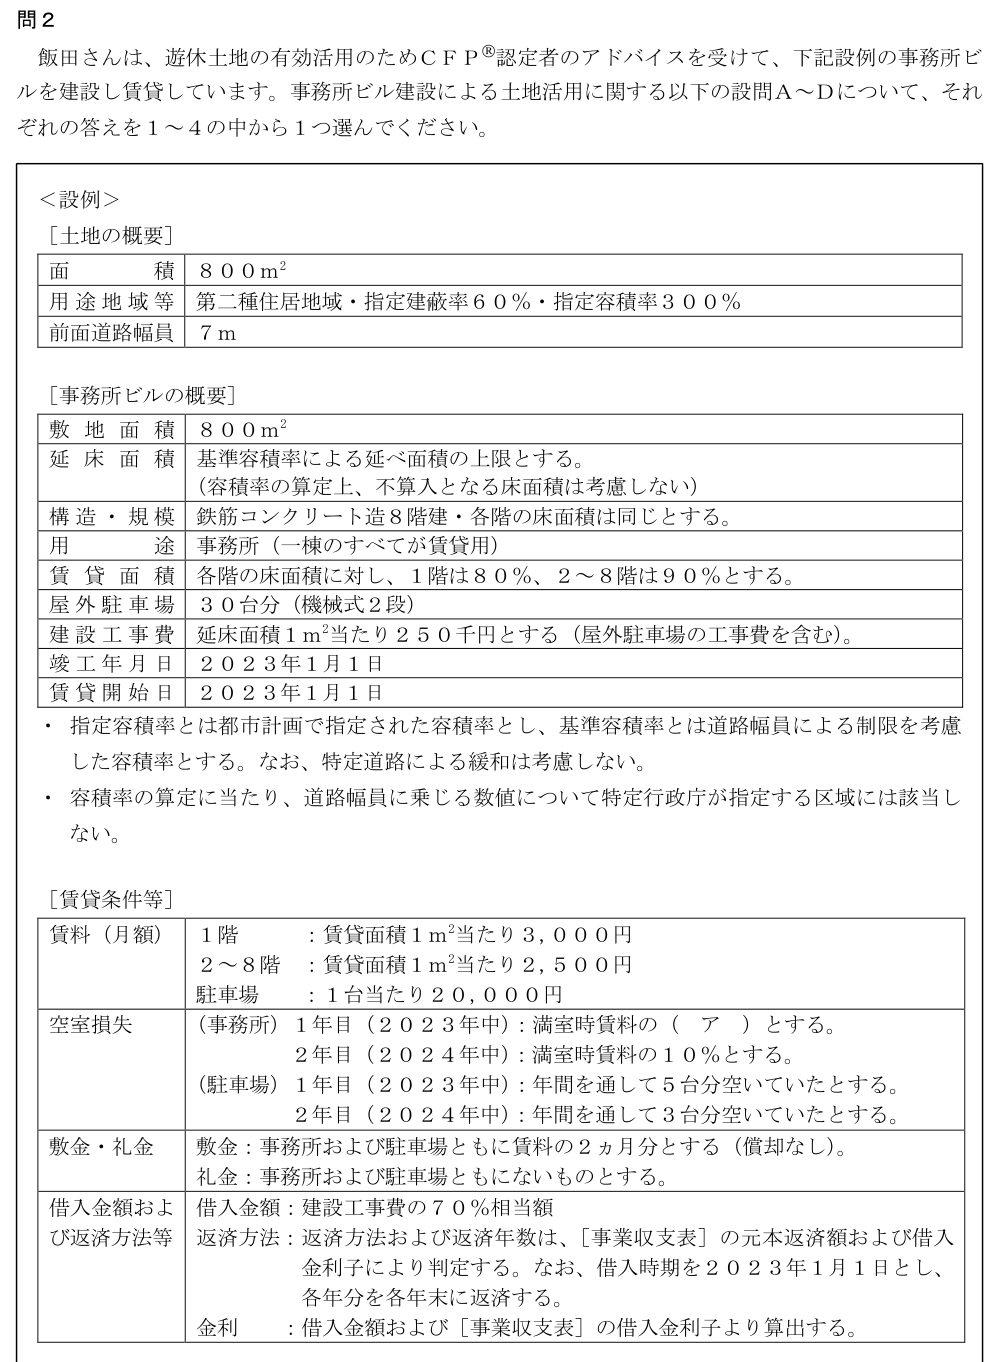 問２
飯田さんは、遊休土地の有効活用のためＣＦＰ®認定者のアドバイスを受けて、下記設例の事務所ビ
ルを建設し賃貸しています。事務所ビル建設による土地活用に関する以下の設問Ａ～Ｄについて、それ
ぞれの答えを１～４の中から１つ選んでください。
＜設例＞
［土地の概要］
面積 ８００ｍ²
用途地域等 第二種住居地域・指定建蔽率６０％・指定容積率３００％
前面道路幅員 ７ｍ
［事務所ビルの概要］
敷地面積 ８００ｍ²
延床面積 基準容積率による延べ面積の上限とする。
（容積率の算定上、不算入となる床面積は考慮しない）
構造・規模 鉄筋コンクリート造８階建・各階の床面積は同じとする。
用途 事務所（一棟のすべてが賃貸用）
賃貸面積 各階の床面積に対し、１階は８０％、２～８階は９０％とする。
屋外駐車場 ３０台分（機械式２段）
建設工事費 延床面積１ｍ²当たり２５０千円とする（屋外駐車場の工事費を含む）。
竣工年月日 ２０２３年１月１日
賃貸開始日 ２０２３年１月１日
・ 指定容積率とは都市計画で指定された容積率とし、基準容積率とは道路幅員による制限を考慮
した容積率とする。なお、特定道路による緩和は考慮しない。
・ 容積率の算定に当たり、道路幅員に乗じる数値について特定行政庁が指定する区域には該当し
ない。
［賃貸条件等］
賃料（月額） １階 ：賃貸面積１ｍ²当たり３,０００円
２～８階 ：賃貸面積１ｍ²当たり２,５００円
駐車場 ：１台当たり２０,０００円
空室損失 （事務所）１年目（２０２３年中）：満室時賃料の（ ア ）とする。
２年目（２０２４年中）：満室時賃料の１０％とする。
（駐車場）１年目（２０２３年中）：年間を通して５台分空いていたとする。
２年目（２０２４年中）：年間を通して３台分空いていたとする。
敷金・礼金 敷金：事務所および駐車場ともに賃料の２ヵ月分とする（償却なし）。
礼金：事務所および駐車場ともにないものとする。
借入金額およ 借入金額：建設工事費の７０％相当額
び返済方法等 返済方法：返済方法および返済年数は、［事業収支表］の元本返済額および借入
金利子により判定する。なお、借入時期を２０２３年１月１日とし、
各年分を各年末に返済する。
金利 ：借入金額および［事業収支表］の借入金利子より算出する。